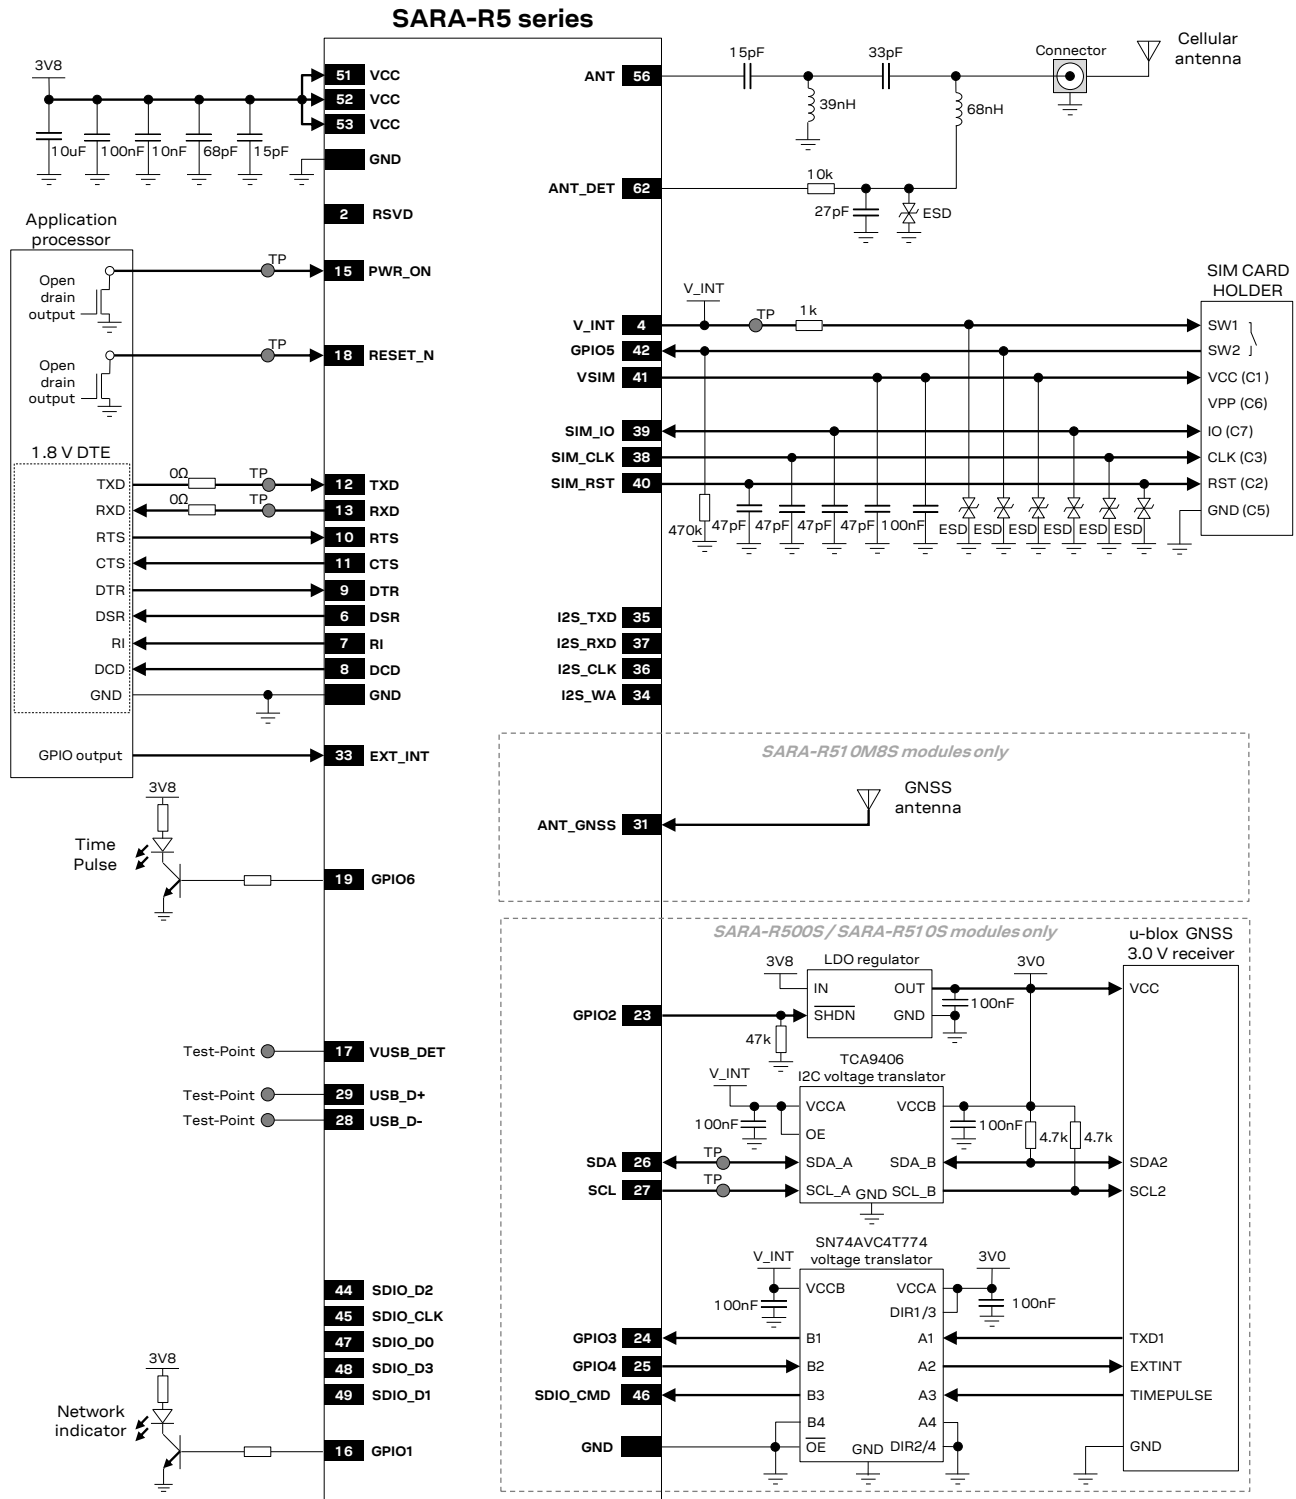 SARA-R5 series
3V8
51 VCC
52 VCC
53 VCC
10uF 100nF 10nF 68pF 15pF
GND
2 RSVD
Application
processor
Open
drain
output
TP
15 PWR_ON
Open
drain
output
TP
18 RESET_N
1.8 V DTE
TXD 0Ω TP 12 TXD
RXD 0Ω TP 13 RXD
RTS 10 RTS
CTS 11 CTS
DTR 9 DTR
DSR 6 DSR
RI 7 RI
DCD 8 DCD
GND GND
GPIO output 33 EXT_INT
3V8
Time
Pulse
19 GPIO6
Test-Point 17 VUSB_DET
Test-Point 29 USB_D+
Test-Point 28 USB_D-
44 SDIO_D2
45 SDIO_CLK
47 SDIO_D0
48 SDIO_D3
49 SDIO_D1
3V8
Network
indicator
16 GPIO1
ANT 56
15pF 33pF
39nH 68nH
Connector
Cellular
antenna
ANT_DET 62
10k
27pF ESD
SIM CARD
HOLDER
V_INT
V_INT 4 TP 1k SW1
GPIO5 42 SW2
VSIM 41 VCC (C1)
VPP (C6)
SIM_IO 39 IO (C7)
SIM_CLK 38 CLK (C3)
SIM_RST 40 RST (C2)
GND (C5)
470k 47pF 47pF 47pF 47pF 100nF ESD ESD ESD ESD ESD ESD
I2S_TXD 35
I2S_RXD 37
I2S_CLK 36
I2S_WA 34
SARA-R510M8S modules only
GNSS
antenna
ANT_GNSS 31
SARA-R500S / SARA-R510S modules only
u-blox GNSS
3.0 V receiver
3V8 LDO regulator 3V0
IN OUT VCC
100nF
GPIO2 23 SHDN GND
47k
TCA9406
I2C voltage translator
V_INT
VCCA VCCB
100nF 100nF
OE
4.7k 4.7k
SDA 26 TP SDA_A SDA_B SDA2
SCL 27 TP SCL_A GND SCL_B SCL2
SN74AVC4T774
voltage translator
V_INT 3V0
VCCB VCCA
100nF 100nF
DIR1/3
GPIO3 24 B1 A1 TXD1
GPIO4 25 B2 A2 EXTINT
SDIO_CMD 46 B3 A3 TIMEPULSE
B4 A4
GND OE GND DIR2/4 GND